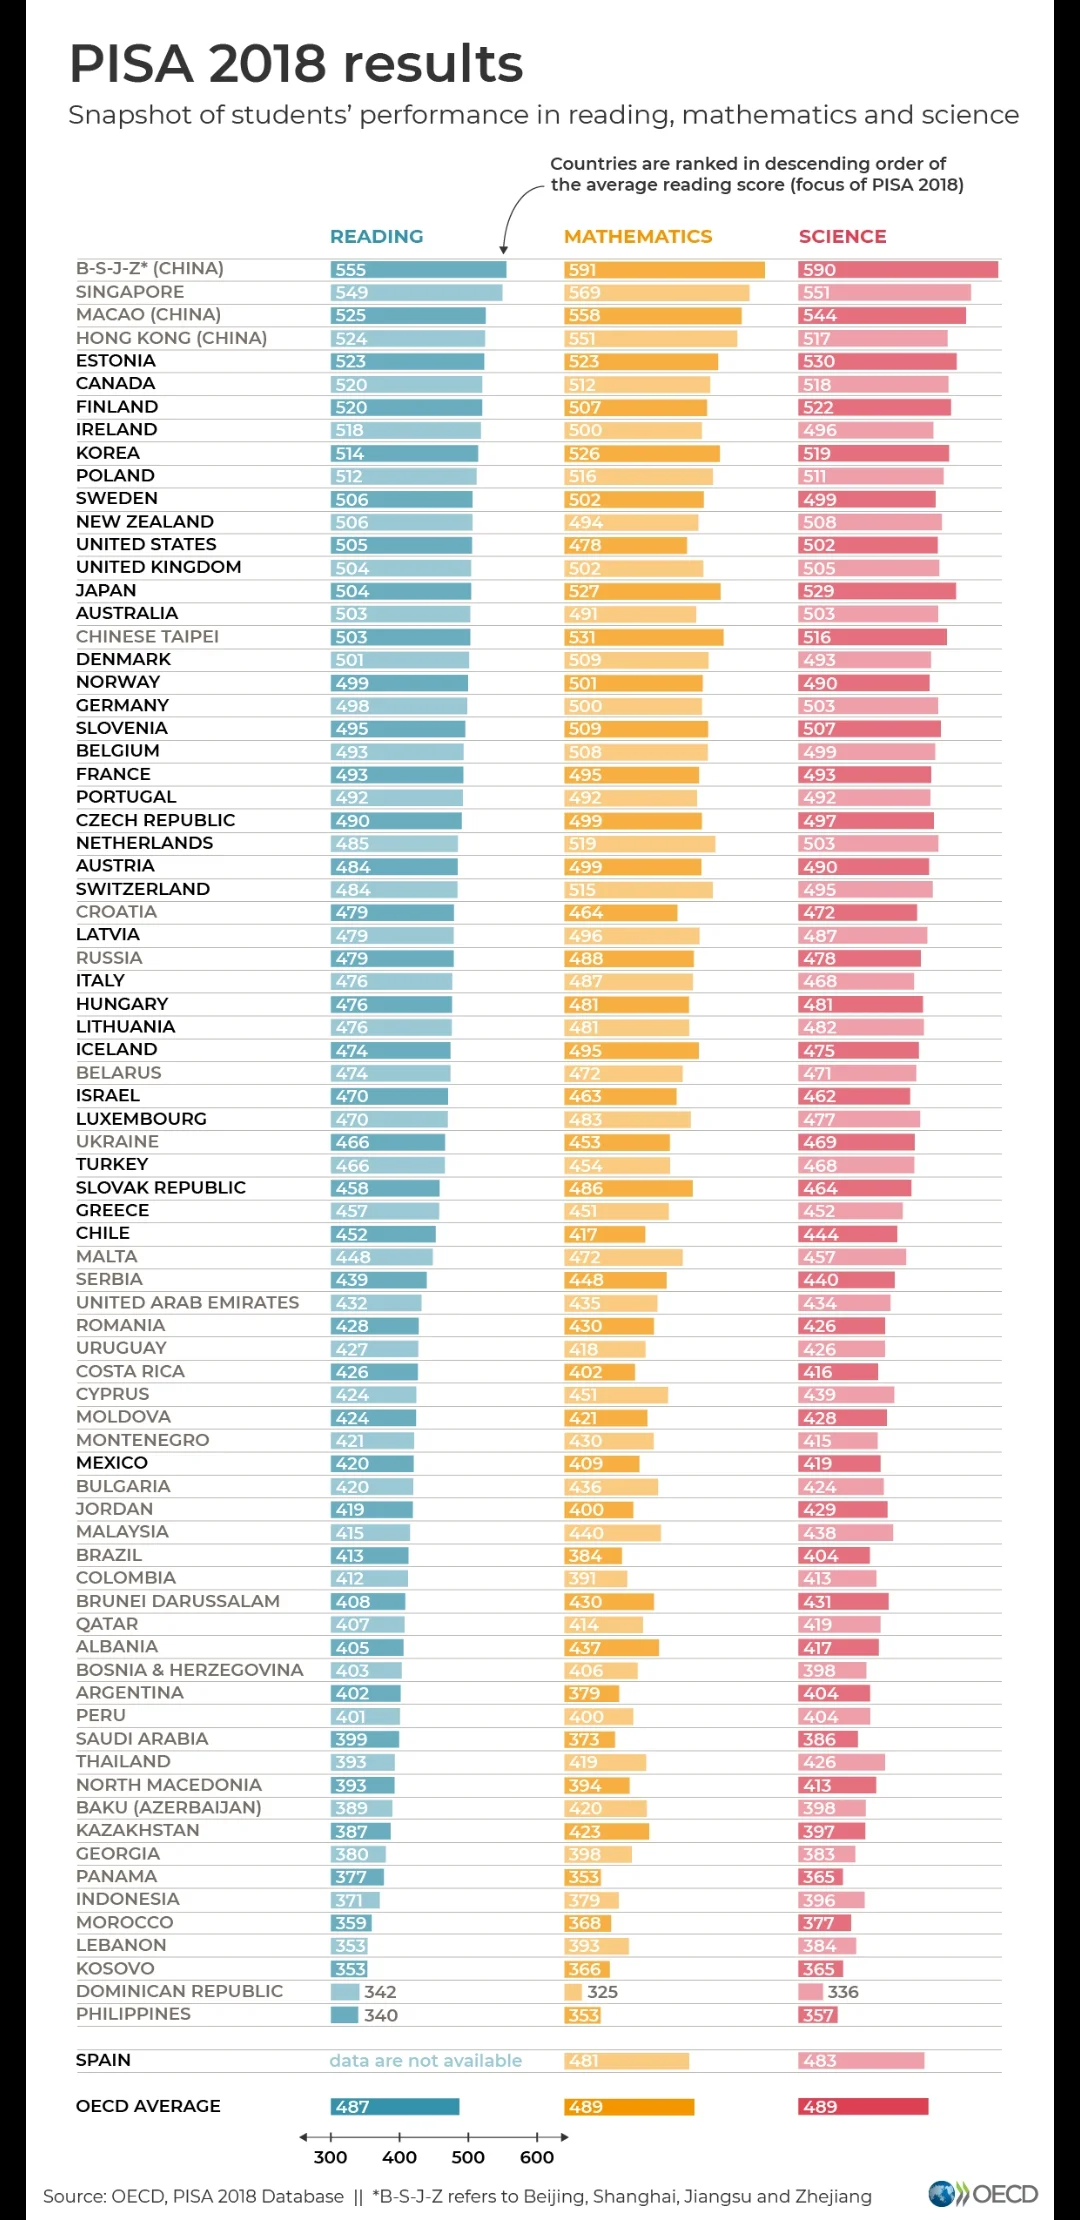 PISA 2018 results
Snapshot of students’ performance in reading, mathematics and science
Countries are ranked in descending order of
the average reading score (focus of PISA 2018)
READING MATHEMATICS SCIENCE
B-S-J-Z* (CHINA) 555 591 590
SINGAPORE 549 569 551
MACAO (CHINA) 525 558 544
HONG KONG (CHINA) 524 551 517
ESTONIA 523 523 530
CANADA 520 512 518
FINLAND 520 507 522
IRELAND 518 500 496
KOREA 514 526 519
POLAND 512 516 511
SWEDEN 506 502 499
NEW ZEALAND 506 494 508
UNITED STATES 505 478 502
UNITED KINGDOM 504 502 505
JAPAN 504 527 529
AUSTRALIA 503 491 503
CHINESE TAIPEI 503 531 516
DENMARK 501 509 493
NORWAY 499 501 490
GERMANY 498 500 503
SLOVENIA 495 509 507
BELGIUM 493 508 499
FRANCE 493 495 493
PORTUGAL 492 492 492
CZECH REPUBLIC 490 499 497
NETHERLANDS 485 519 503
AUSTRIA 484 499 490
SWITZERLAND 484 515 495
CROATIA 479 464 472
LATVIA 479 496 487
RUSSIA 479 488 478
ITALY 476 487 468
HUNGARY 476 481 481
LITHUANIA 476 481 482
ICELAND 474 495 475
BELARUS 474 472 471
ISRAEL 470 463 462
LUXEMBOURG 470 483 477
UKRAINE 466 453 469
TURKEY 466 454 468
SLOVAK REPUBLIC 458 486 464
GREECE 457 451 452
CHILE 452 417 444
MALTA 448 472 457
SERBIA 439 448 440
UNITED ARAB EMIRATES 432 435 434
ROMANIA 428 430 426
URUGUAY 427 418 426
COSTA RICA 426 402 416
CYPRUS 424 451 439
MOLDOVA 424 421 428
MONTENEGRO 421 430 415
MEXICO 420 409 419
BULGARIA 420 436 424
JORDAN 419 400 429
MALAYSIA 415 440 438
BRAZIL 413 384 404
COLOMBIA 412 391 413
BRUNEI DARUSSALAM 408 430 431
QATAR 407 414 419
ALBANIA 405 437 417
BOSNIA & HERZEGOVINA 403 406 398
ARGENTINA 402 379 404
PERU 401 400 404
SAUDI ARABIA 399 373 386
THAILAND 393 419 426
NORTH MACEDONIA 393 394 413
BAKU (AZERBAIJAN) 389 420 398
KAZAKHSTAN 387 423 397
GEORGIA 380 398 383
PANAMA 377 353 365
INDONESIA 371 379 396
MOROCCO 359 368 377
LEBANON 353 393 384
KOSOVO 353 366 365
DOMINICAN REPUBLIC 342 325 336
PHILIPPINES 340 353 357
SPAIN data are not available 481 483
OECD AVERAGE 487 489 489
300 400 500 600
Source: OECD, PISA 2018 Database || *B-S-J-Z refers to Beijing, Shanghai, Jiangsu and Zhejiang
OECD